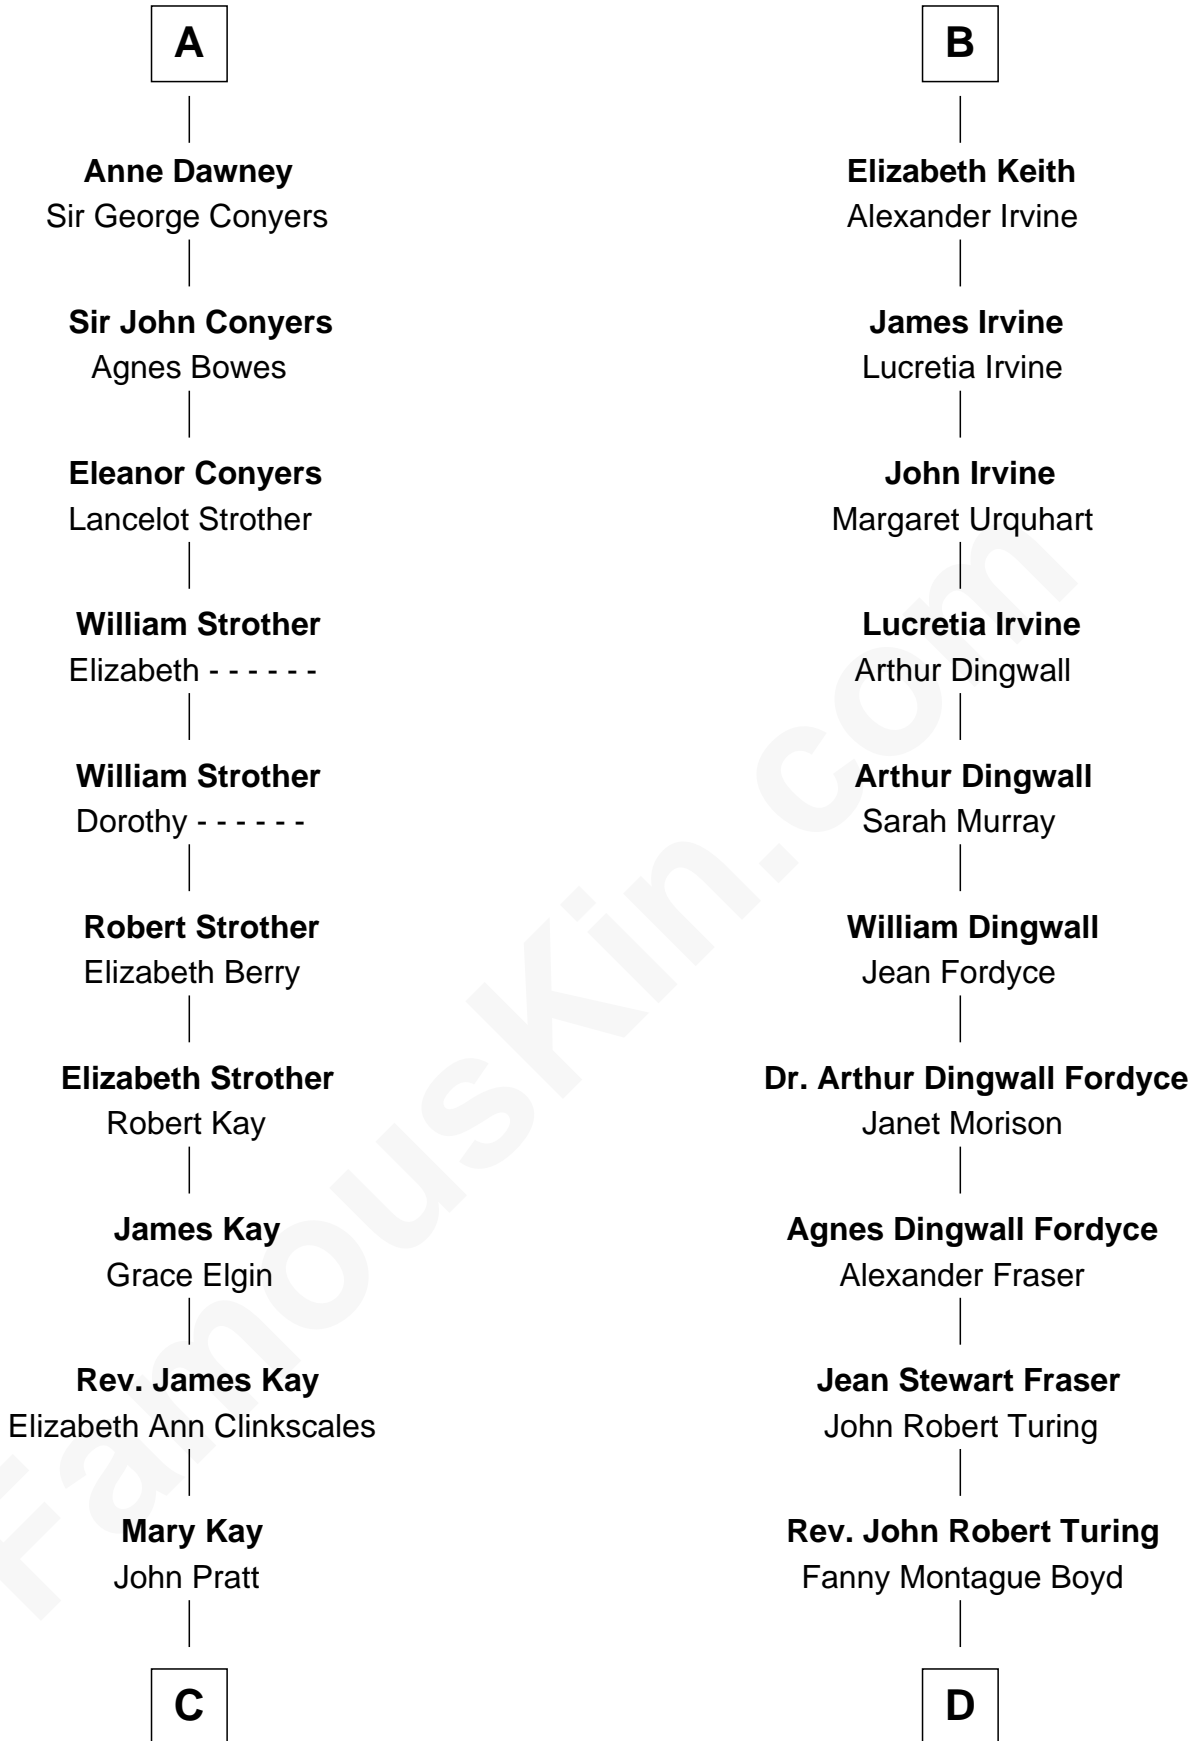 A
Anne Dawney
Sir George Conyers
Sir John Conyers
Agnes Bowes
Eleanor Conyers
Lancelot Strother
William Strother
Elizabeth - - - - - -
William Strother
Dorothy - - - - - -
Robert Strother
Elizabeth Berry
Elizabeth Strother
Robert Kay
James Kay
Grace Elgin
Rev. James Kay
Elizabeth Ann Clinkscales
Mary Kay
John Pratt
C
B
Elizabeth Keith
Alexander Irvine
James Irvine
Lucretia Irvine
John Irvine
Margaret Urquhart
Lucretia Irvine
Arthur Dingwall
Arthur Dingwall
Sarah Murray
William Dingwall
Jean Fordyce
Dr. Arthur Dingwall Fordyce
Janet Morison
Agnes Dingwall Fordyce
Alexander Fraser
Jean Stewart Fraser
John Robert Turing
Rev. John Robert Turing
Fanny Montague Boyd
D
FamousKin.com